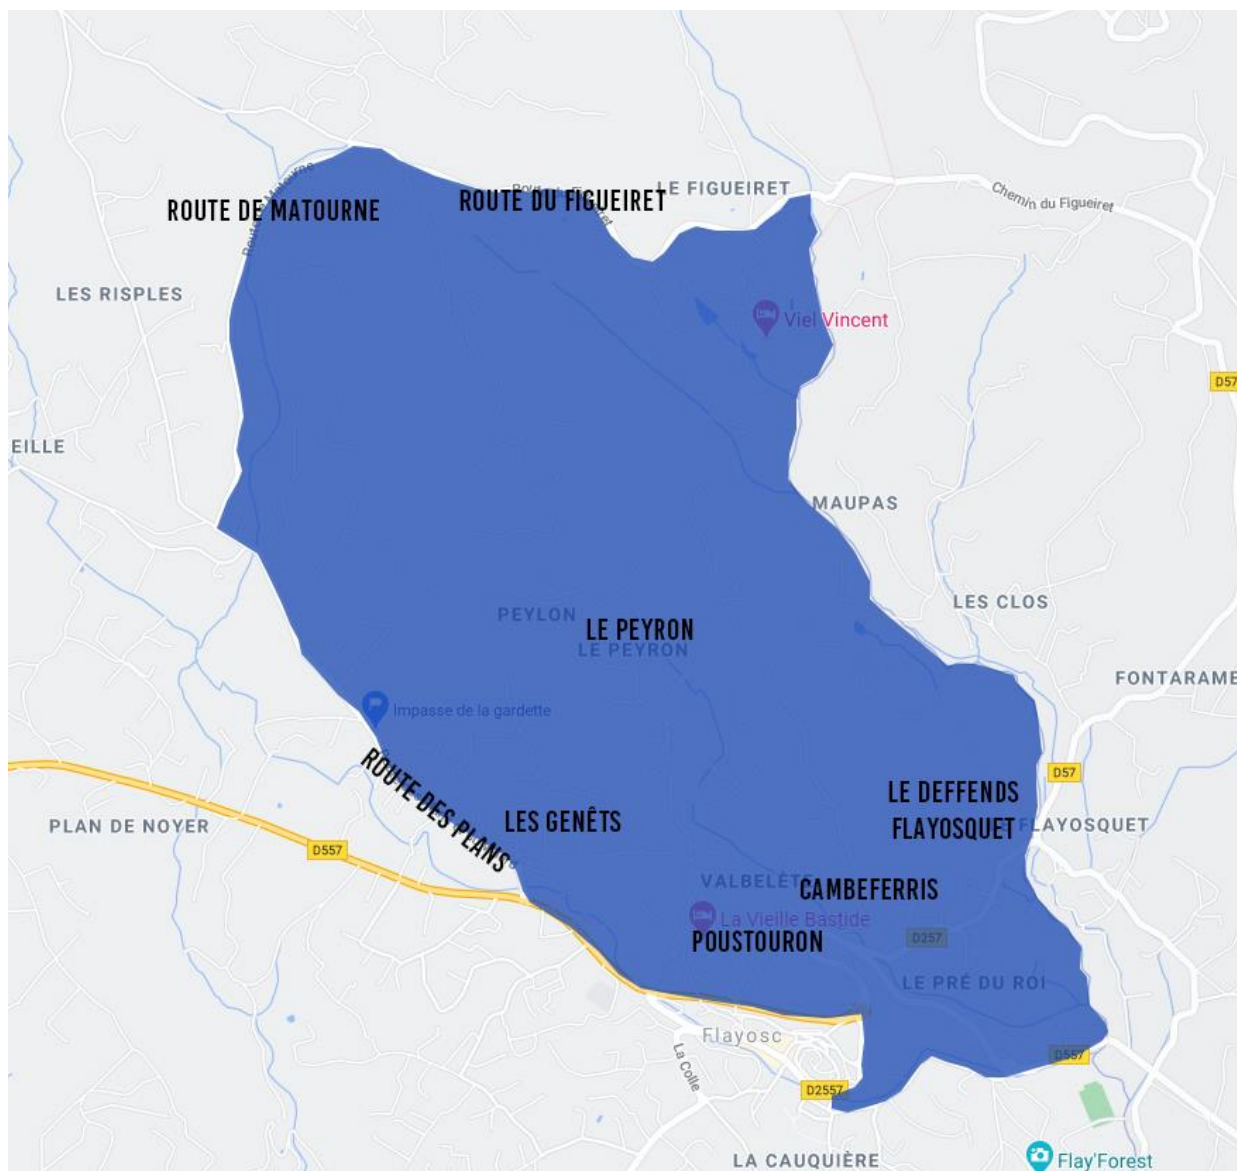 LE FIGUEIRET
Chemin du Figueiret
ROUTE DE MATOURNE
ROUTE DU FIGUEIRET
LES RISPLES
Viel Vincent
D57
EILLE
MAUPAS
LES CLOS
PEYLON
LE PEYRON
LE PEYRON
FONTARAME
Impasse de la gardette
ROUTE DES PLANS
D57
LE DEFFENDS
PLAN DE NOYER
LES GENÊTS
FLAYOSQUET
FLAYOSQUET
D557
VALBELÈTE
CAMBEFERRIS
La Vieille Bastide
POUSTOURON
D257
LE PRÉ DU ROI
Flayosc
La Colle
D557
D2557
LA CAUQUIÈRE
Flay'Forest